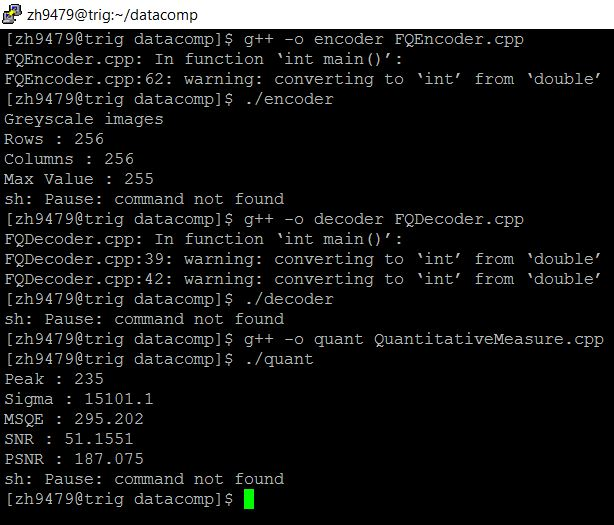 zh9479@trig:~/datacomp
[zh9479@trig datacomp]$ g++ -o encoder FQEncoder.cpp
FQEncoder.cpp: In function ‘int main()’:
FQEncoder.cpp:62: warning: converting to ‘int’ from ‘double’
[zh9479@trig datacomp]$ ./encoder
Greyscale images
Rows : 256
Columns : 256
Max Value : 255
sh: Pause: command not found
[zh9479@trig datacomp]$ g++ -o decoder FQDecoder.cpp
FQDecoder.cpp: In function ‘int main()’:
FQDecoder.cpp:39: warning: converting to ‘int’ from ‘double’
FQDecoder.cpp:42: warning: converting to ‘int’ from ‘double’
[zh9479@trig datacomp]$ ./decoder
sh: Pause: command not found
[zh9479@trig datacomp]$ g++ -o quant QuantitativeMeasure.cpp
[zh9479@trig datacomp]$ ./quant
Peak : 235
Sigma : 15101.1
MSQE : 295.202
SNR : 51.1551
PSNR : 187.075
sh: Pause: command not found
[zh9479@trig datacomp]$